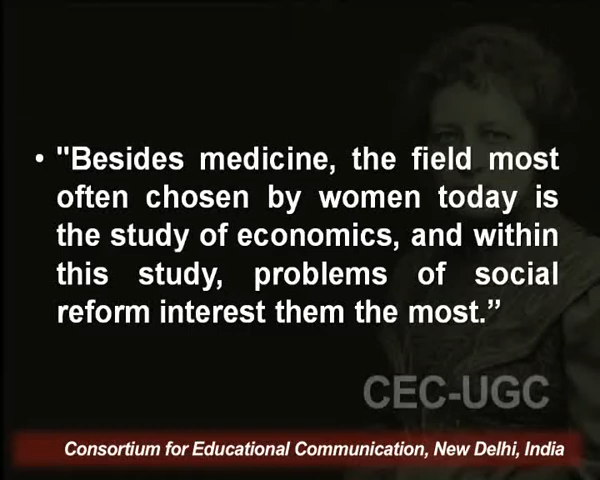 • "Besides medicine, the field most
often chosen by women today is
the study of economics, and within
this study, problems of social
reform interest them the most.”
CEC-UGC
Consortium for Educational Communication, New Delhi, India